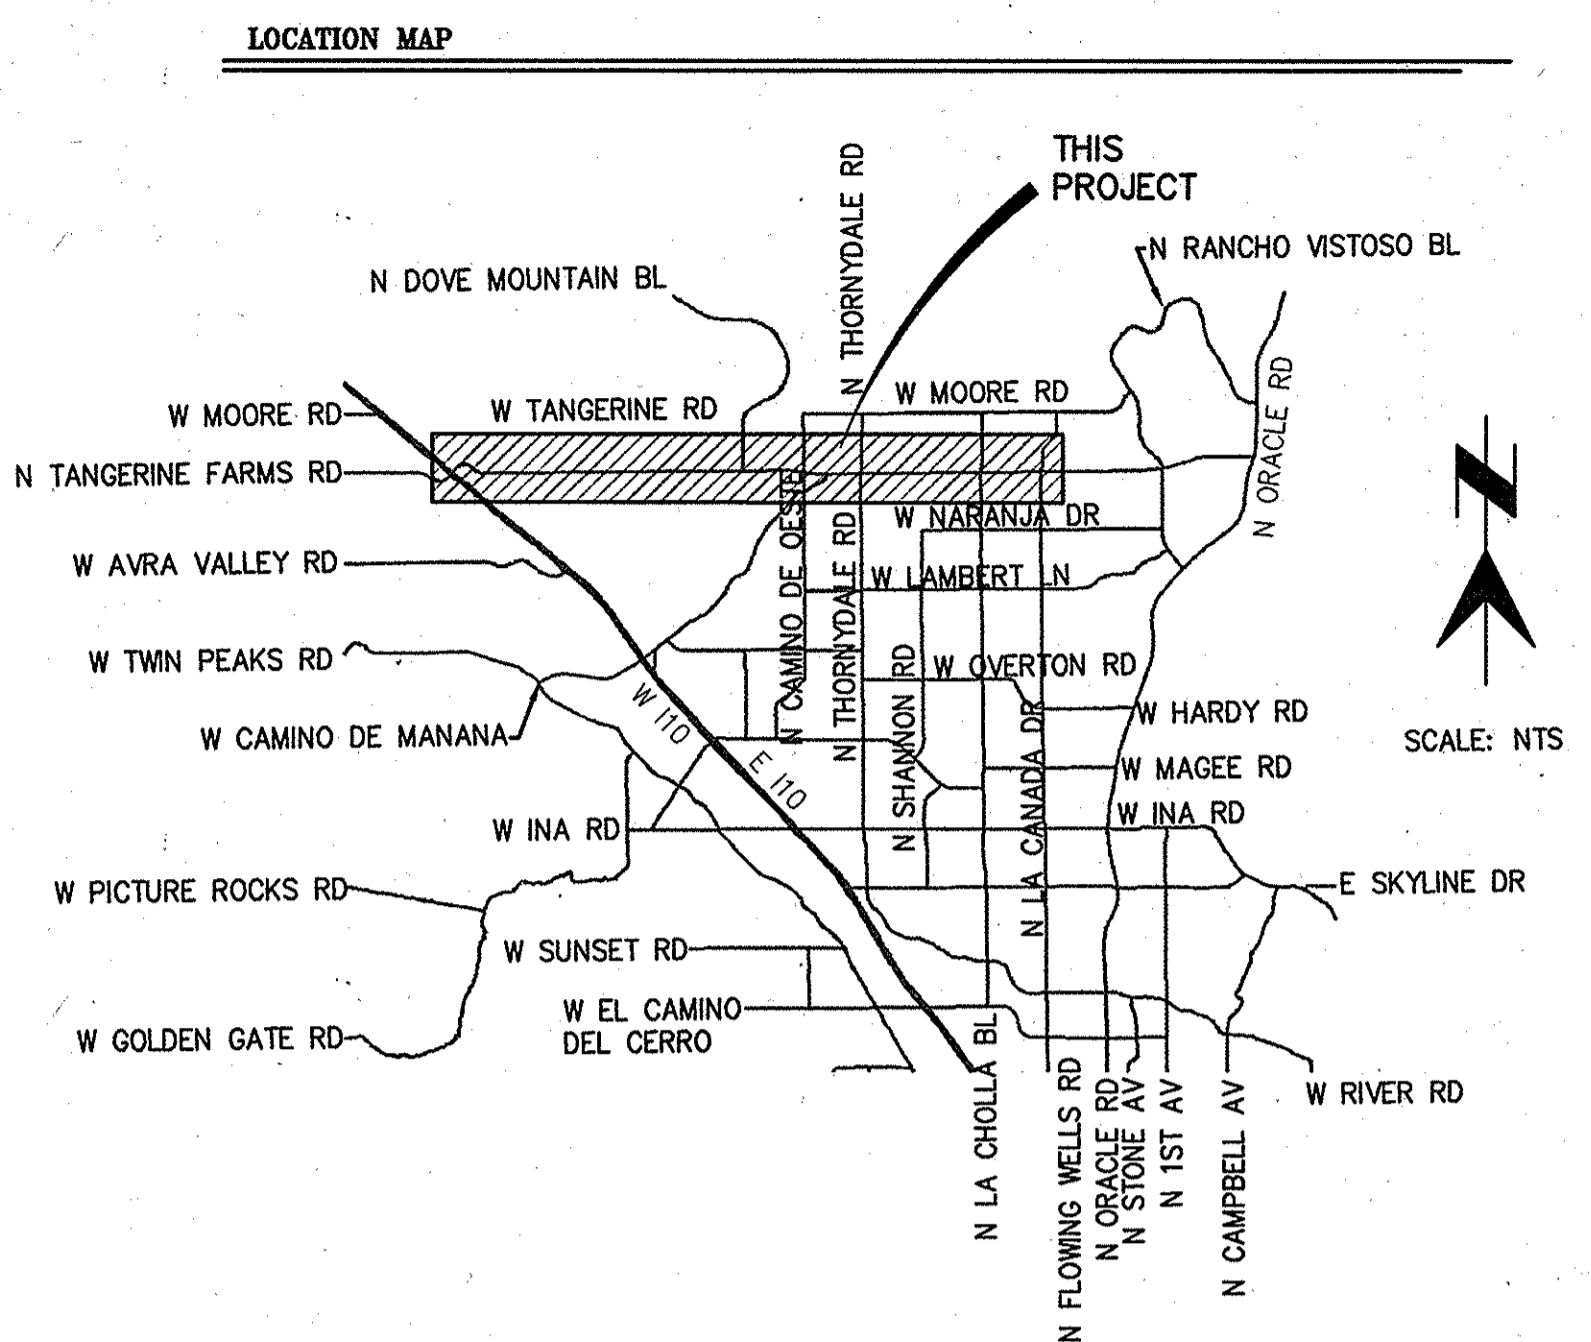 LOCATION MAP
THIS
PROJECT
N THORNYDALE RD
N RANCHO VISTOSO BL
N DOVE MOUNTAIN BL
W MOORE RD
W TANGERINE RD
W MOORE RD
N ORACLE RD
N TANGERINE FARMS RD
W NARANJA DR
N
W AVRA VALLEY RD
N CAMINO DE OESTE
N THORNYDALE RD
W LAMBERT LN
W TWIN PEAKS RD
W OVERTON RD
N SHANNON RD
W I10
W HARDY RD
W CAMINO DE MANANA
SCALE: NTS
E I10
N LA CANADA DR
W MAGEE RD
W INA RD
W INA RD
W PICTURE ROCKS RD
E SKYLINE DR
W SUNSET RD
W EL CAMINO
DEL CERRO
W GOLDEN GATE RD
N LA CHOLLA BL
N FLOWING WELLS RD
N ORACLE RD
N STONE AV
N 1ST AV
N CAMPBELL AV
W RIVER RD